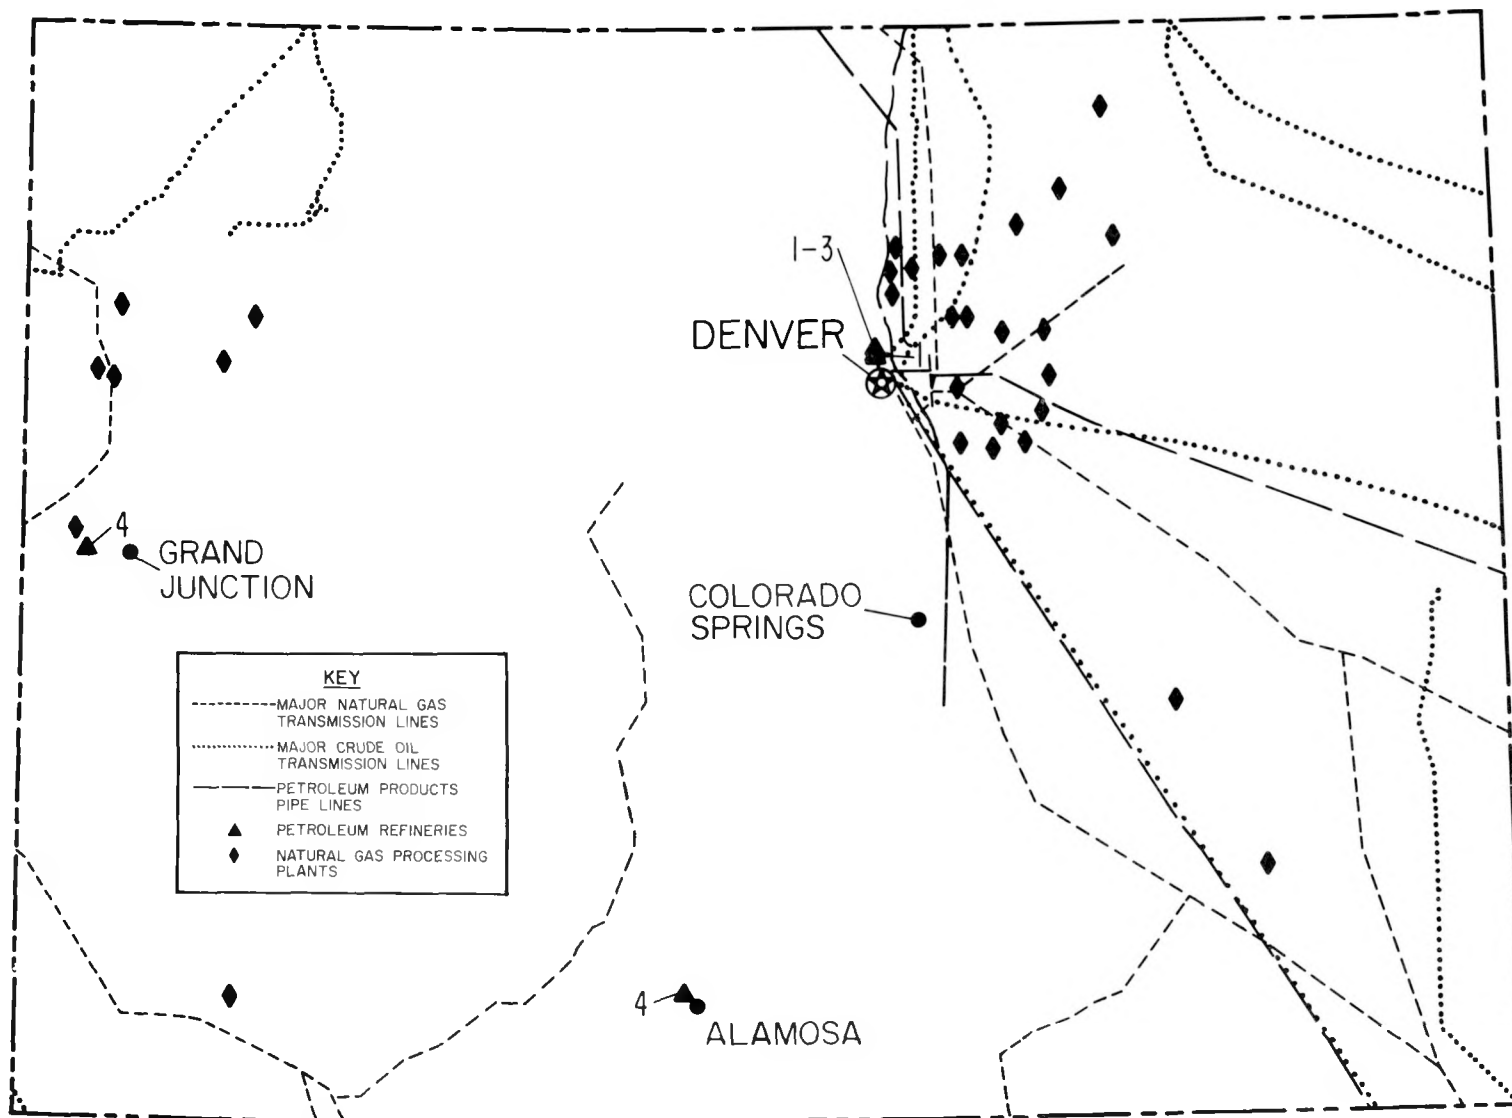 1-3
DENVER
1
4
GRAND
JUNCTION
COLORADO
SPRINGS
KEY
MAJOR NATURAL GAS
TRANSMISSION LINES
MAJOR CRUDE OIL
TRANSMISSION LINES
PETROLEUM PRODUCTS
PIPE LINES
PETROLEUM REFINERIES
NATURAL GAS PROCESSING
PLANTS
4
ALAMOSA